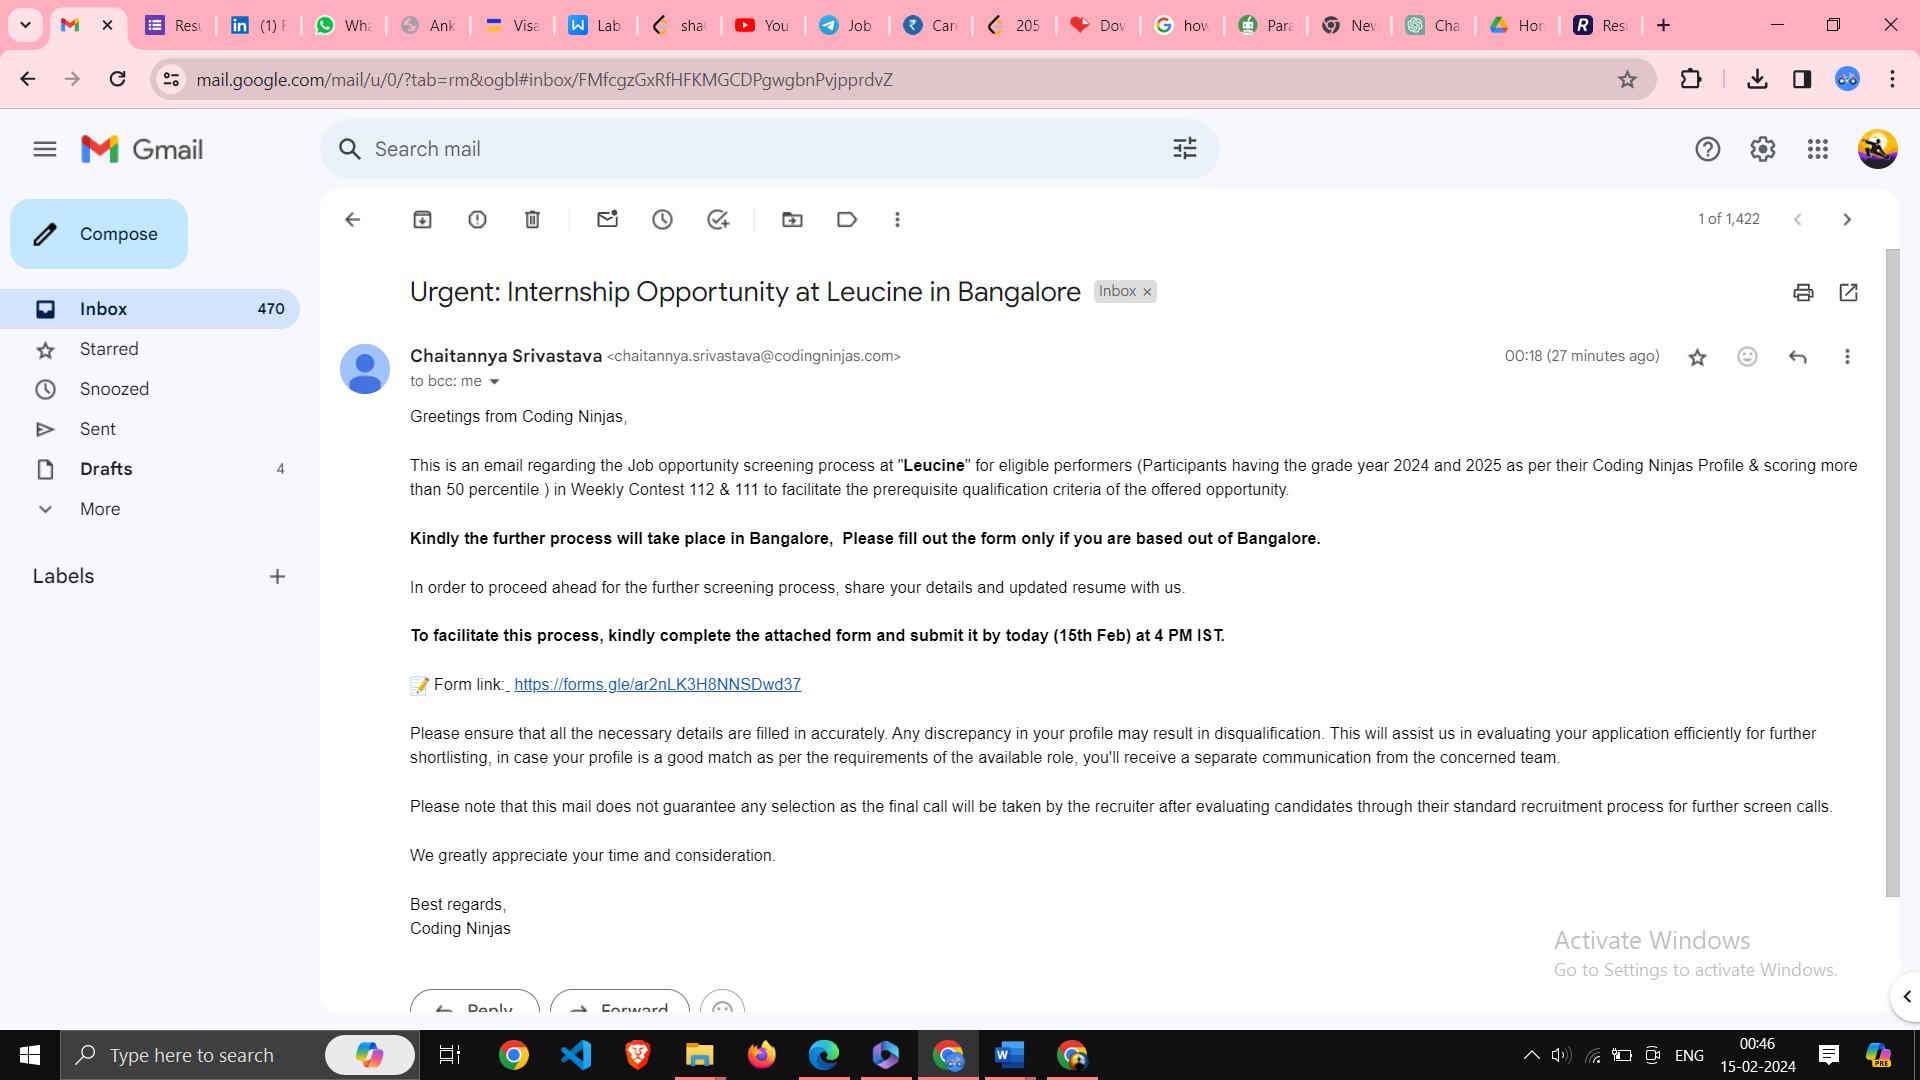 Resu
(1) F
Wha
Ank
Visa
Lab
sha
You
Job
Care
205
Dow
how
Para
New
Cha
Hon
Resu
mail.google.com/mail/u/0/?tab=rm&ogbl#inbox/FMfcgzGxRfHFKMGCDPgwgbnPvjpprdvZ
Gmail
Search mail
Compose
1 of 1,422
Inbox 470
Starred
Snoozed
Sent
Drafts 4
More
Labels
Urgent: Internship Opportunity at Leucine in Bangalore Inbox ×
Chaitannya Srivastava <chaitannya.srivastava@codingninjas.com> 00:18 (27 minutes ago)
to bcc: me
Greetings from Coding Ninjas,
This is an email regarding the Job opportunity screening process at "Leucine" for eligible performers (Participants having the grade year 2024 and 2025 as per their Coding Ninjas Profile & scoring more
than 50 percentile ) in Weekly Contest 112 & 111 to facilitate the prerequisite qualification criteria of the offered opportunity.
Kindly the further process will take place in Bangalore, Please fill out the form only if you are based out of Bangalore.
In order to proceed ahead for the further screening process, share your details and updated resume with us.
To facilitate this process, kindly complete the attached form and submit it by today (15th Feb) at 4 PM IST.
📝 Form link: https://forms.gle/ar2nLK3H8NNSDwd37
Please ensure that all the necessary details are filled in accurately. Any discrepancy in your profile may result in disqualification. This will assist us in evaluating your application efficiently for further
shortlisting, in case your profile is a good match as per the requirements of the available role, you'll receive a separate communication from the concerned team.
Please note that this mail does not guarantee any selection as the final call will be taken by the recruiter after evaluating candidates through their standard recruitment process for further screen calls.
We greatly appreciate your time and consideration.
Best regards,
Coding Ninjas
Reply
Forward
Activate Windows
Go to Settings to activate Windows.
Type here to search
ENG
00:46
15-02-2024
PRE